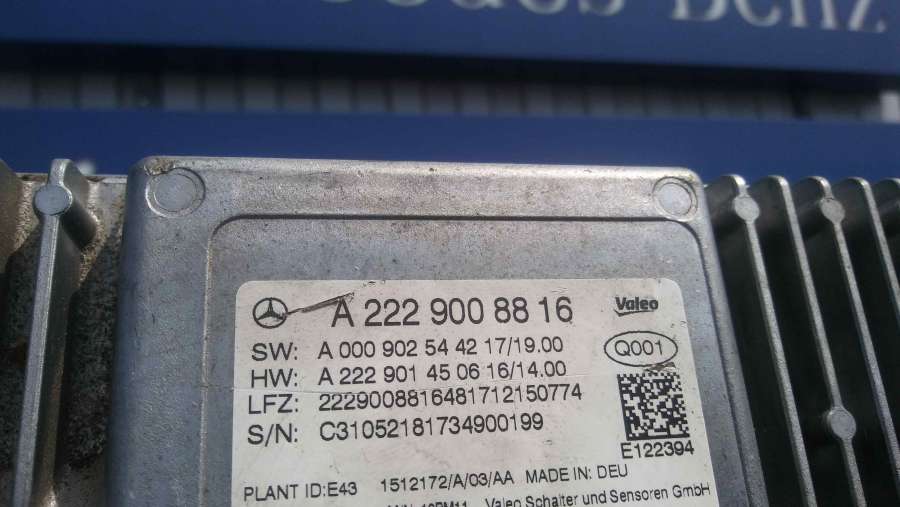 Benz
A 222 900 88 16
Valeo
SW: A 000 902 54 42 17/19.00
Q001
HW: A 222 901 45 06 16/14.00
LFZ: 2229008816481712150774
S/N: C31052181734900199
E122394
PLANT ID:E43 1512172/A/03/AA MADE IN: DEU
Valeo Schalter und Sensoren GmbH